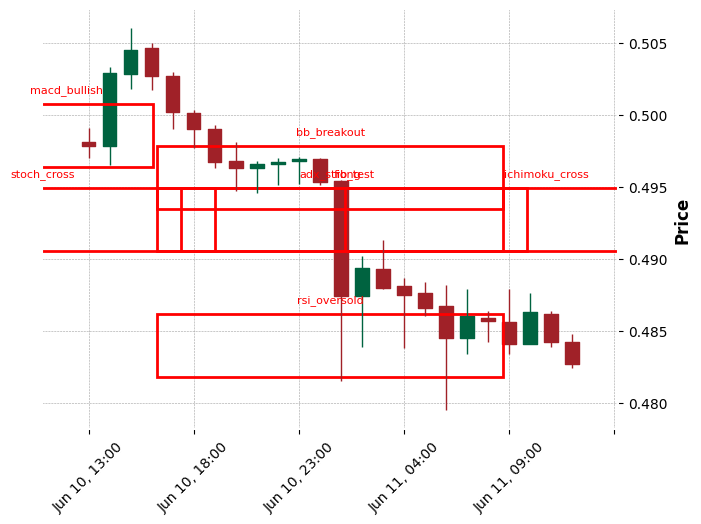 0.505
macd_bullish
0.500
bb_breakout
stoch_cross
fib_test
ichimoku_cross
0.495
Price
0.490
rsi_oversold
0.485
0.480
Jun 10, 13:00
Jun 10, 18:00
Jun 10, 23:00
Jun 11, 04:00
Jun 11, 09:00